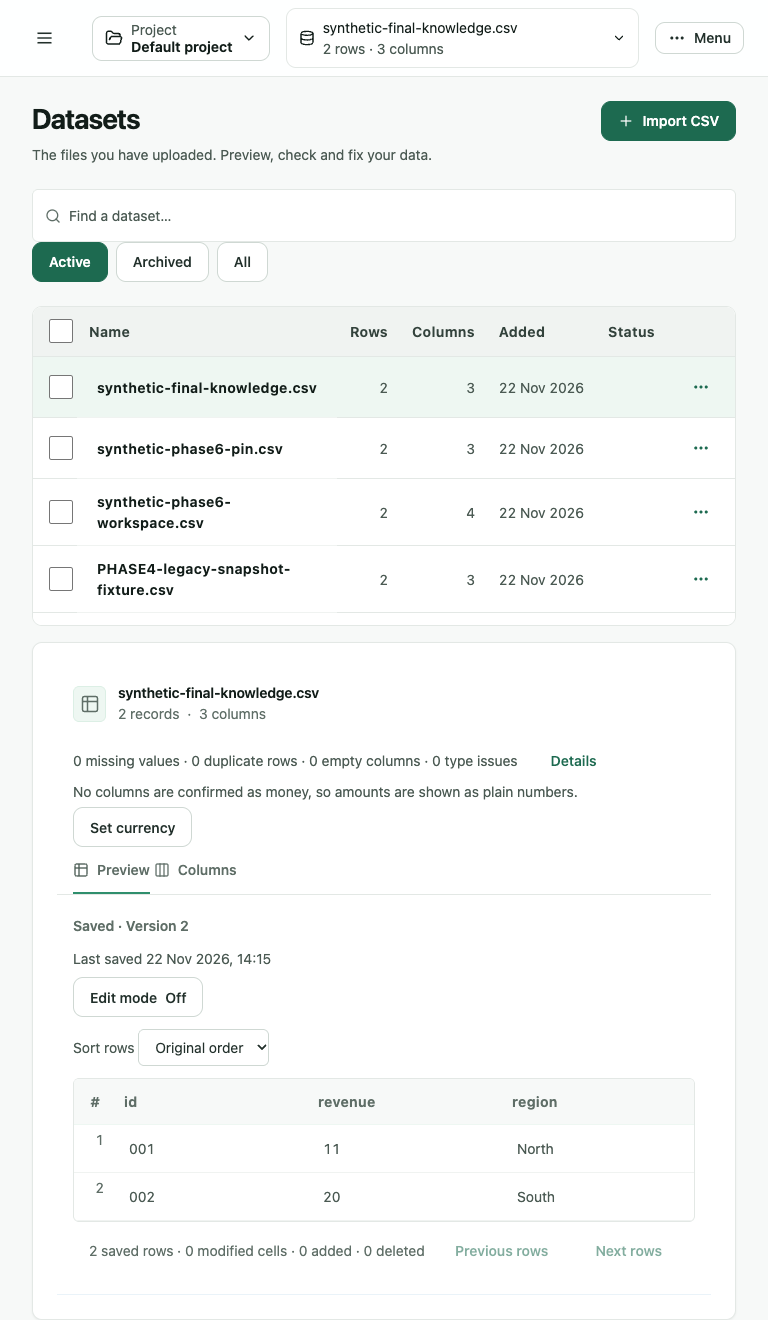 Project
Default project
synthetic-final-knowledge.csv
2 rows · 3 columns
Menu
Datasets
Import CSV
The files you have uploaded. Preview, check and fix your data.
Find a dataset...
Active Archived All
Name Rows Columns Added Status
synthetic-final-knowledge.csv 2 3 22 Nov 2026
synthetic-phase6-pin.csv 2 3 22 Nov 2026
synthetic-phase6-
workspace.csv 2 4 22 Nov 2026
PHASE4-legacy-snapshot-
fixture.csv 2 3 22 Nov 2026
synthetic-final-knowledge.csv
2 records · 3 columns
0 missing values · 0 duplicate rows · 0 empty columns · 0 type issues Details
No columns are confirmed as money, so amounts are shown as plain numbers.
Set currency
Preview Columns
Saved · Version 2
Last saved 22 Nov 2026, 14:15
Edit mode Off
Sort rows Original order
# id revenue region
1 001 11 North
2 002 20 South
2 saved rows · 0 modified cells · 0 added · 0 deleted Previous rows Next rows